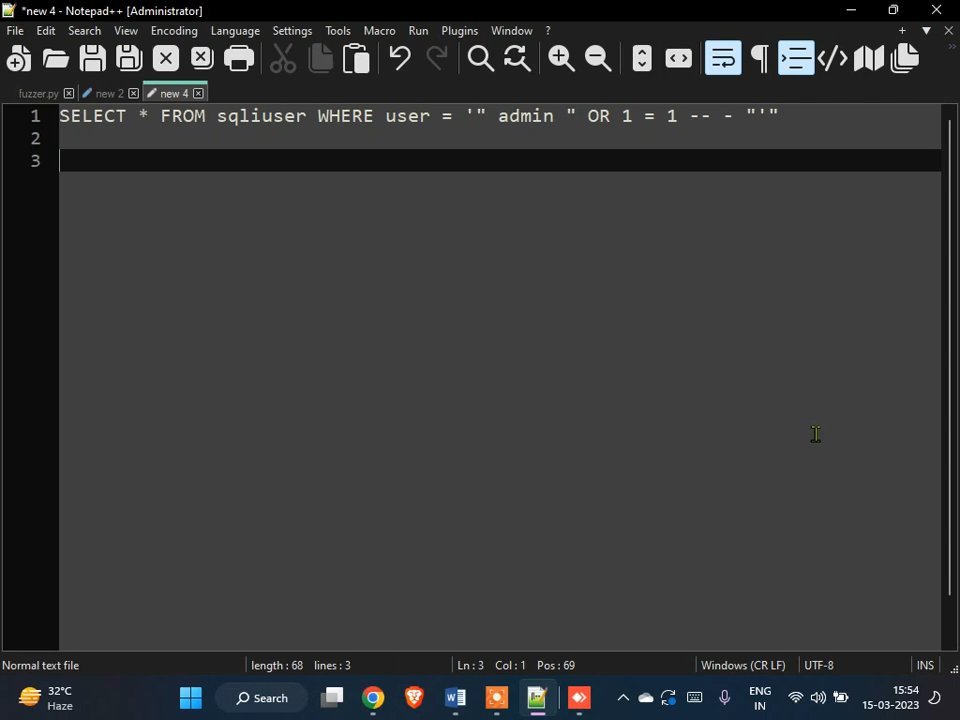 *new 4 - Notepad++ [Administrator]
File Edit Search View Encoding Language Settings Tools Macro Run Plugins Window ?
fuzzer.py new 2 new 4
1 SELECT * FROM sqliuser WHERE user = '" admin " OR 1 = 1 -- - "'"
2
3
Normal text file length : 68 lines : 3 Ln : 3 Col : 1 Pos : 69 Windows (CR LF) UTF-8 INS
32°C
Haze
Search
ENG
IN
15:54
15-03-2023